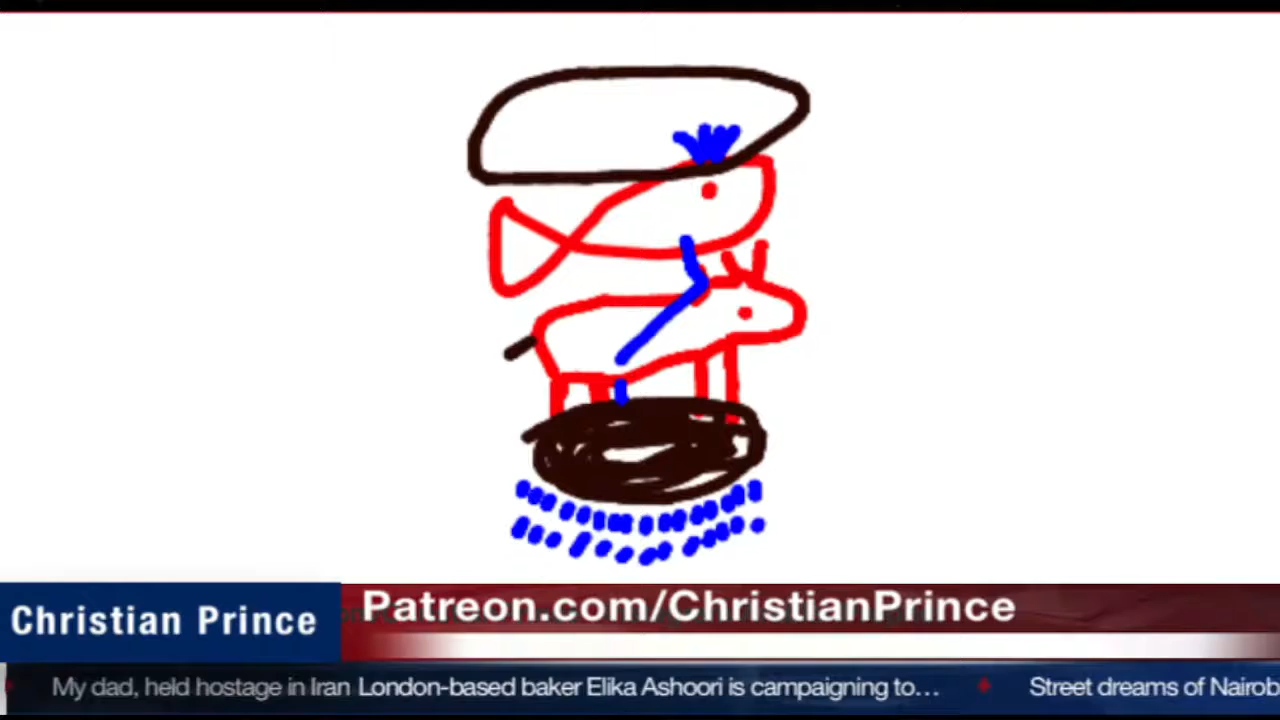 Christian Prince
Patreon.com/ChristianPrince
My dad, held hostage in Iran London-based baker Elika Ashoori is campaigning to… Street dreams of Nairob